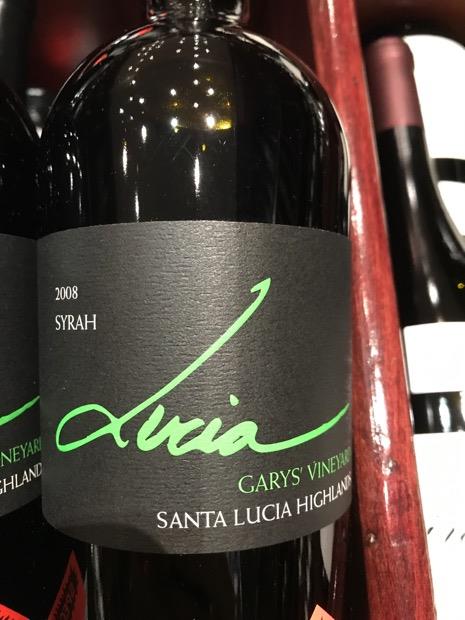 2008
SYRAH
Lucia
GARYS' VINEYARD
SANTA LUCIA HIGHLANDS